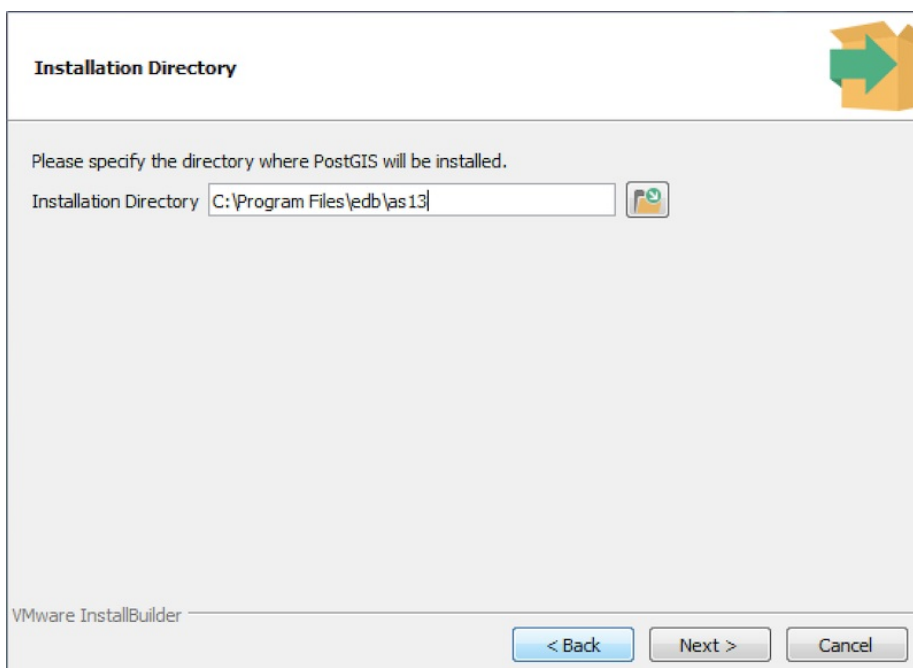 Installation Directory
Please specify the directory where PostGIS will be installed.
Installation Directory C:\Program Files\edb\as13
VMware InstallBuilder
< Back Next > Cancel